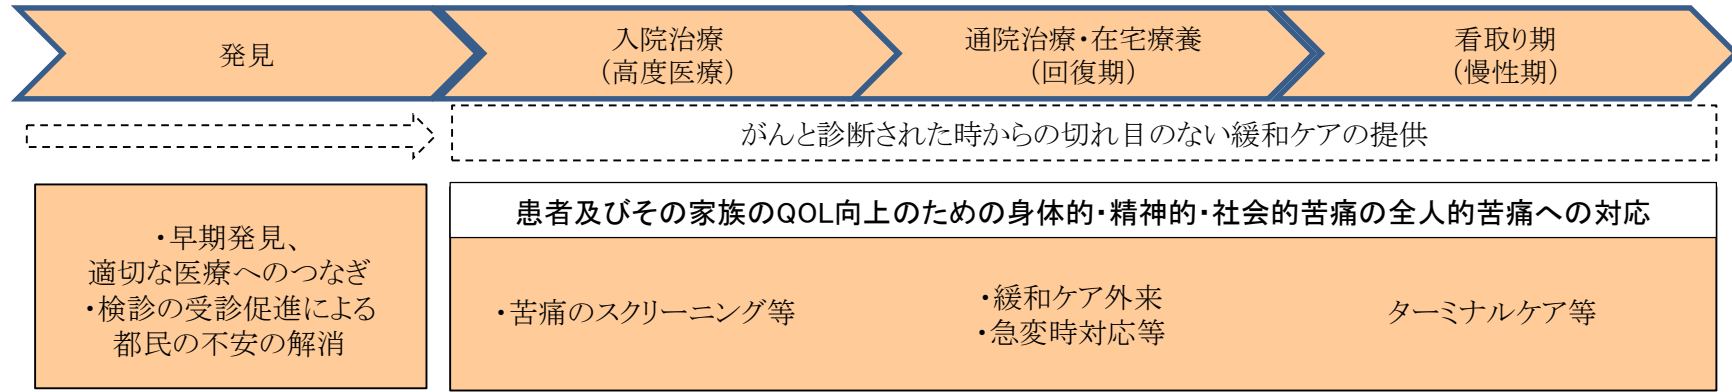 発見
入院治療
（高度医療）
通院治療・在宅療養
（回復期）
看取り期
（慢性期）
がんと診断された時からの切れ目のない緩和ケアの提供
・早期発見、
適切な医療へのつなぎ
・検診の受診促進による
都民の不安の解消
患者及びその家族のQOL向上のための身体的・精神的・社会的苦痛の全人的苦痛への対応
・苦痛のスクリーニング等
・緩和ケア外来
・急変時対応等
ターミナルケア等